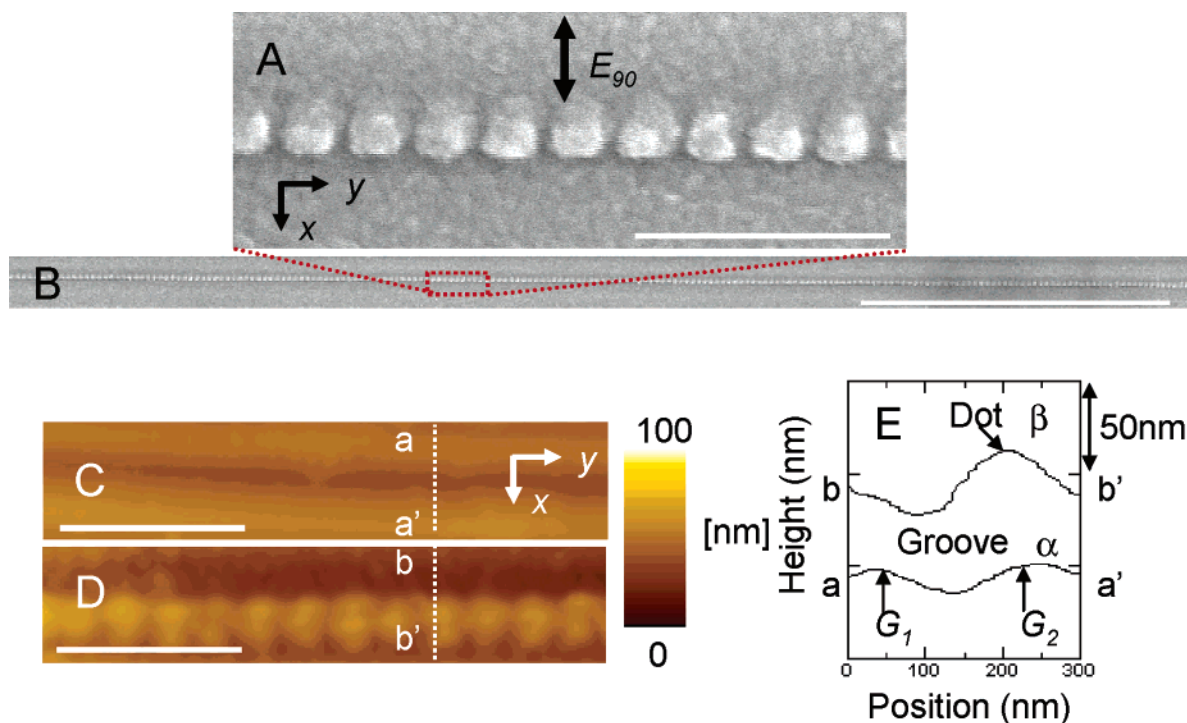 A
E90
y
x
B
C
a
y
x
a'
D
b
b'
100
[nm]
0
E
Dot
β
50nm
b
b'
Groove
α
a
a'
G1
G2
Height (nm)
0 100 200 300
Position (nm)